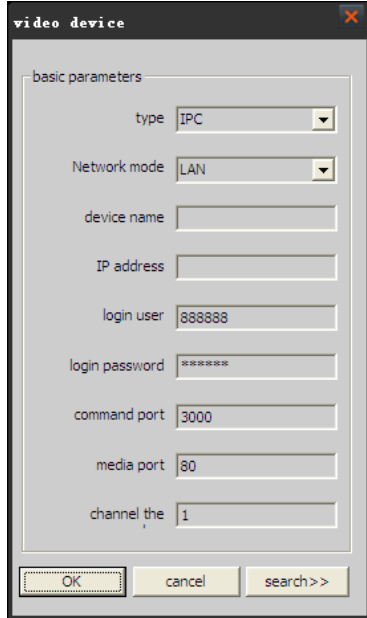 video device
basic parameters
type IPC
Network mode LAN
device name
IP address
login user 888888
login password ******
command port 3000
media port 80
channel the 1
OK cancel search>>